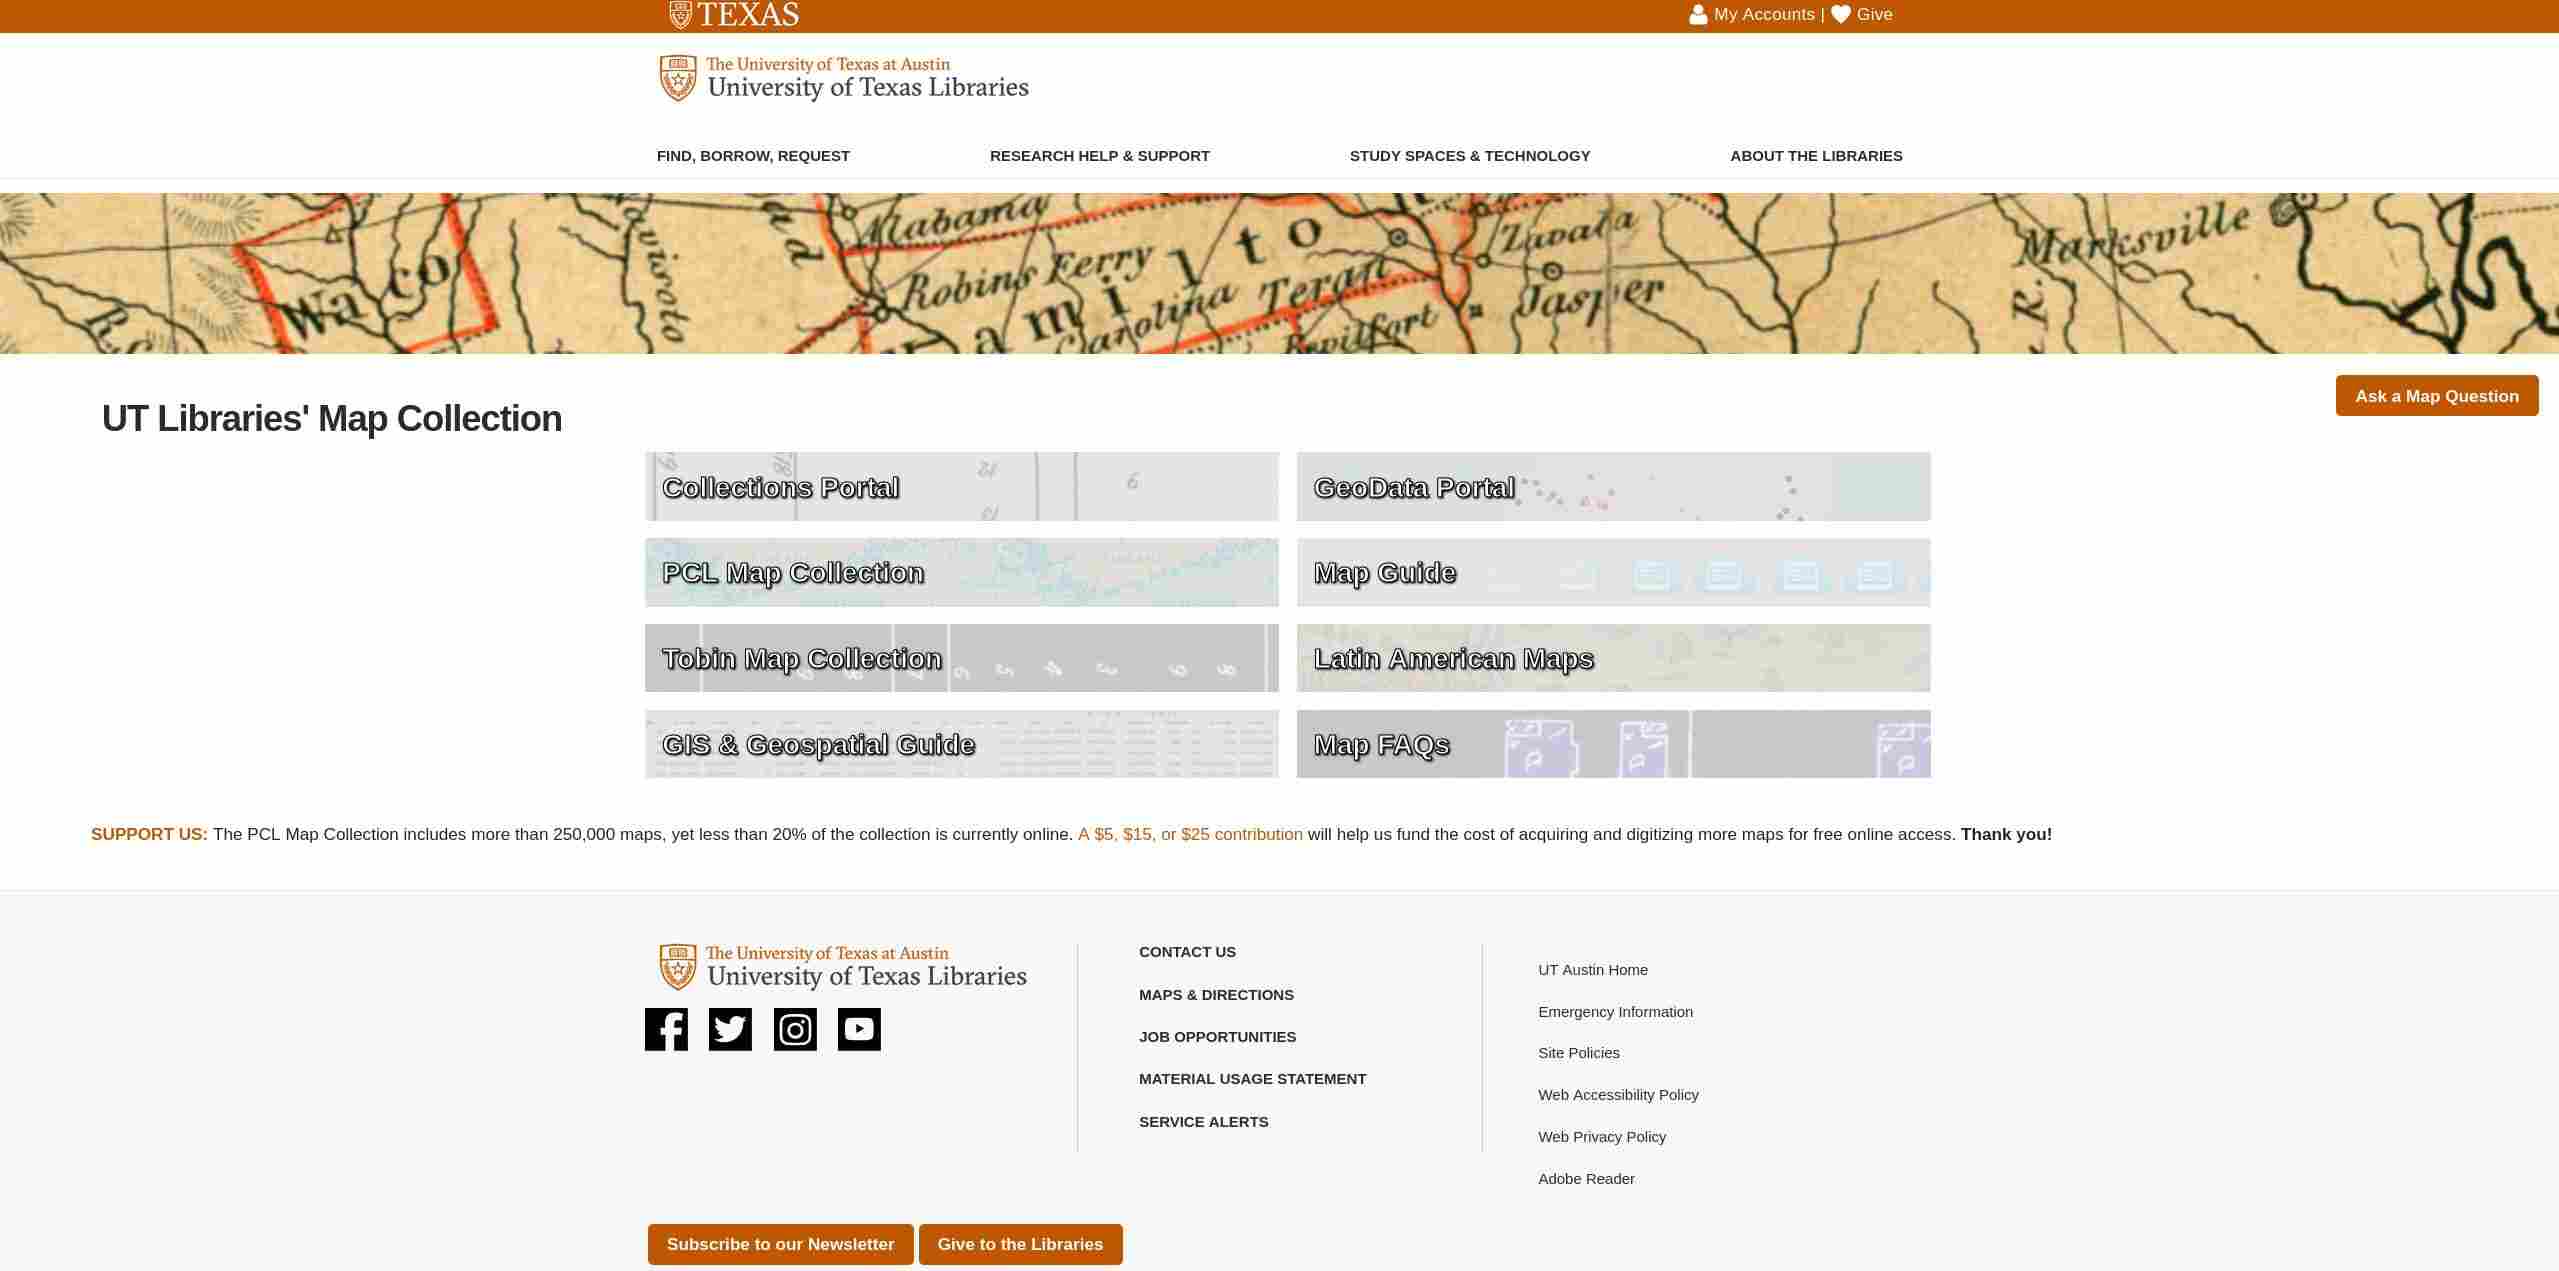 TEXAS
My Accounts | Give
The University of Texas at Austin
University of Texas Libraries
FIND, BORROW, REQUEST
RESEARCH HELP & SUPPORT
STUDY SPACES & TECHNOLOGY
ABOUT THE LIBRARIES
Waco
Alabama
Robins Ferry
Carolina
Teran
Bevilfort
Zavala
Jasper
Marksville
R.
UT Libraries' Map Collection
Ask a Map Question
Collections Portal
GeoData Portal
PCL Map Collection
Map Guide
Tobin Map Collection
Latin American Maps
GIS & Geospatial Guide
Map FAQs
SUPPORT US: The PCL Map Collection includes more than 250,000 maps, yet less than 20% of the collection is currently online. A $5, $15, or $25 contribution will help us fund the cost of acquiring and digitizing more maps for free online access. Thank you!
The University of Texas at Austin
University of Texas Libraries
CONTACT US
MAPS & DIRECTIONS
JOB OPPORTUNITIES
MATERIAL USAGE STATEMENT
SERVICE ALERTS
UT Austin Home
Emergency Information
Site Policies
Web Accessibility Policy
Web Privacy Policy
Adobe Reader
Subscribe to our Newsletter
Give to the Libraries